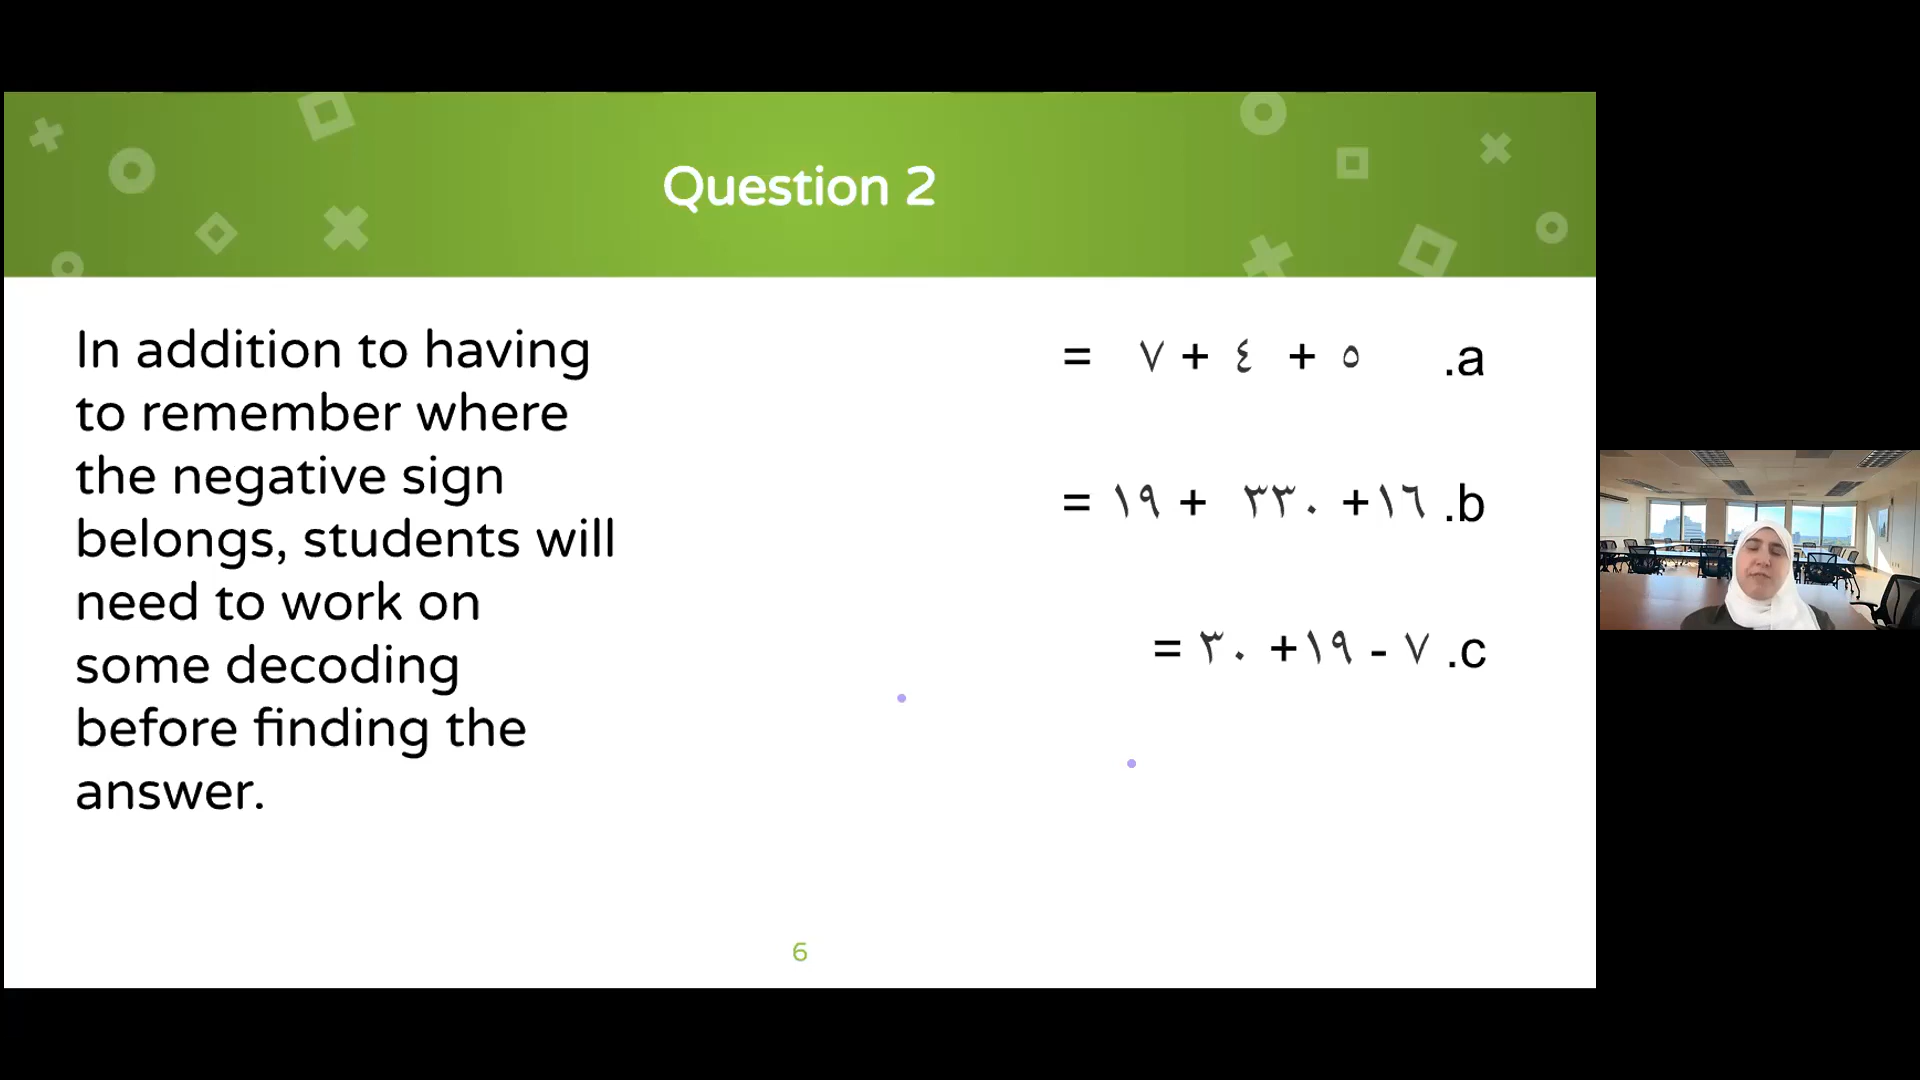 Question 2
In addition to having
to remember where
the negative sign
belongs, students will
need to work on
some decoding
before finding the
answer.
= ٧ + ٤ + ٥ .a
= ١٩ + ٣٣٠ +١٦ .b
= ٣٠ +١٩ - ٧ .c
6